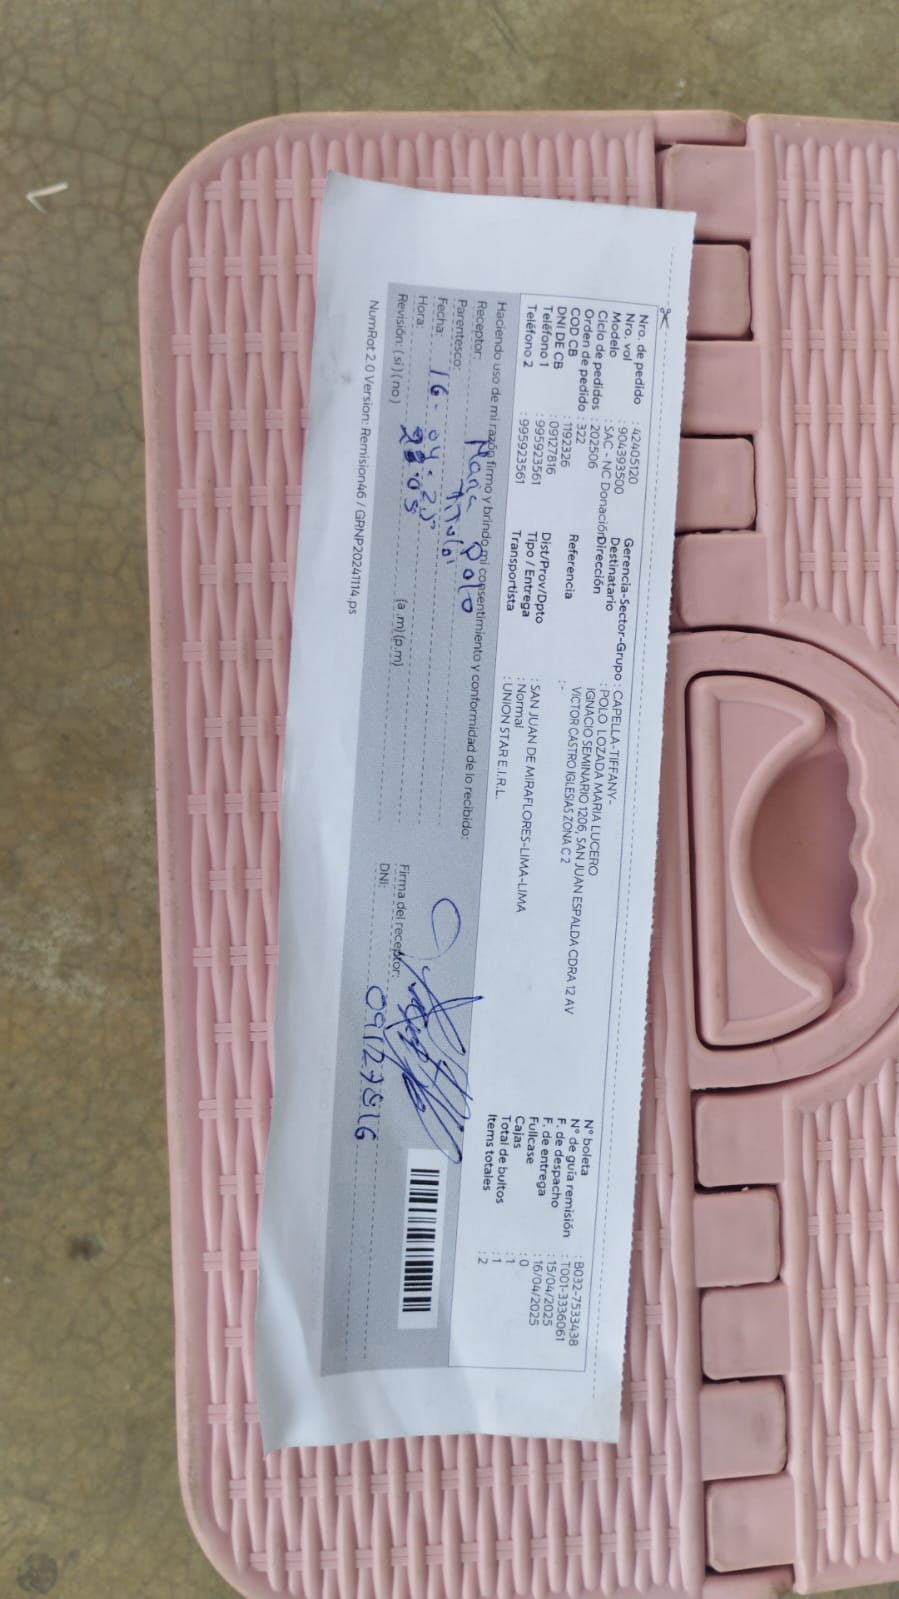 Nro. de pedido : 42405120
Nro. vol : 904393500
Modelo : SAC - NC Donación
Ciclo de pedidos : 202506
Orden de pedido : 322
COD CB : 1192326
DNI DE CB : 09127816
Teléfono 1 : 995923561
Teléfono 2 : 995923561
Gerencia-Sector-Grupo : CAPELLA-TIFFANY-
Destinatario : POLO LOZADA MARIA LUCERO
Dirección : IGNACIO SEMINARIO 1206, SAN JUAN ESPALDA CDRA 12 AV
VICTOR CASTRO IGLESIAS ZONA C 2
Referencia : -
Dist/Prov/Dpto : SAN JUAN DE MIRAFLORES-LIMA-LIMA
Tipo / Entrega : Normal
Transportista : UNION STAR E.I.R.L.
N° boleta : B032-7533438
N° de guía remisión : T001-3336061
F. de despacho : 15/04/2025
F. de entrega : 16/04/2025
Fullcase : 0
Cajas : 1
Total de bultos : 1
Items totales : 2
Haciendo uso de mi razón firmo y brindo mi consentimiento y conformidad de lo recibido:
Receptor: Maria Polo
Parentesco: Titular
Fecha: 16-04-25
Hora: (a.m) (p.m)
Revisión: (si) (no)
Firma del receptor:
DNI: 09127816
NumRot 2.0 Version: Remision46 / GRNP20241114.ps